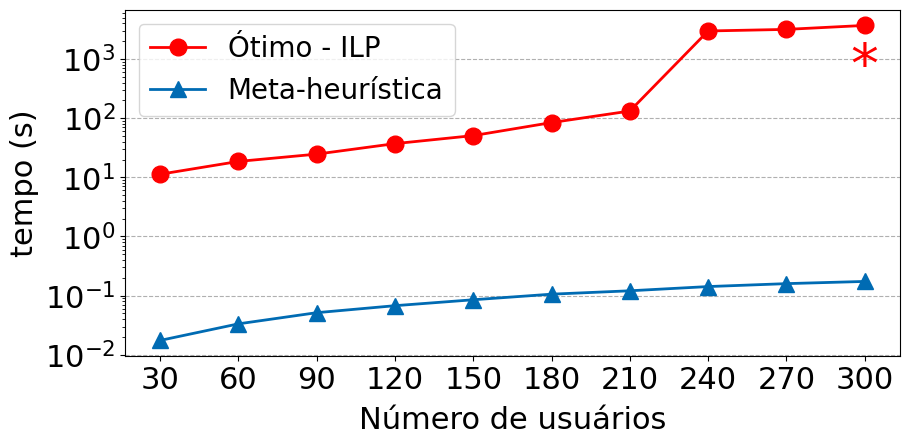 Ótimo - ILP
Meta-heurística
tempo (s)
10³
10²
10¹
10⁰
10⁻¹
10⁻²
*
30 60 90 120 150 180 210 240 270 300
Número de usuários